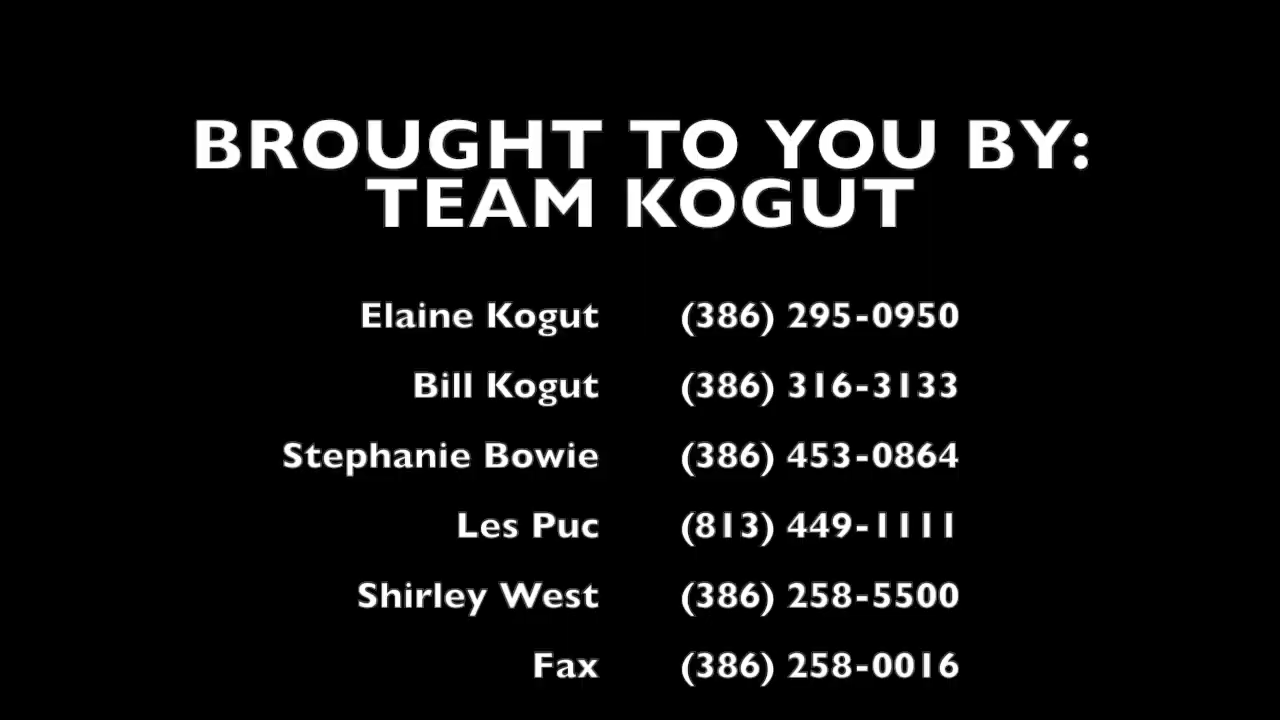 BROUGHT TO YOU BY:
TEAM KOGUT
Elaine Kogut (386) 295-0950
Bill Kogut (386) 316-3133
Stephanie Bowie (386) 453-0864
Les Puc (813) 449-1111
Shirley West (386) 258-5500
Fax (386) 258-0016